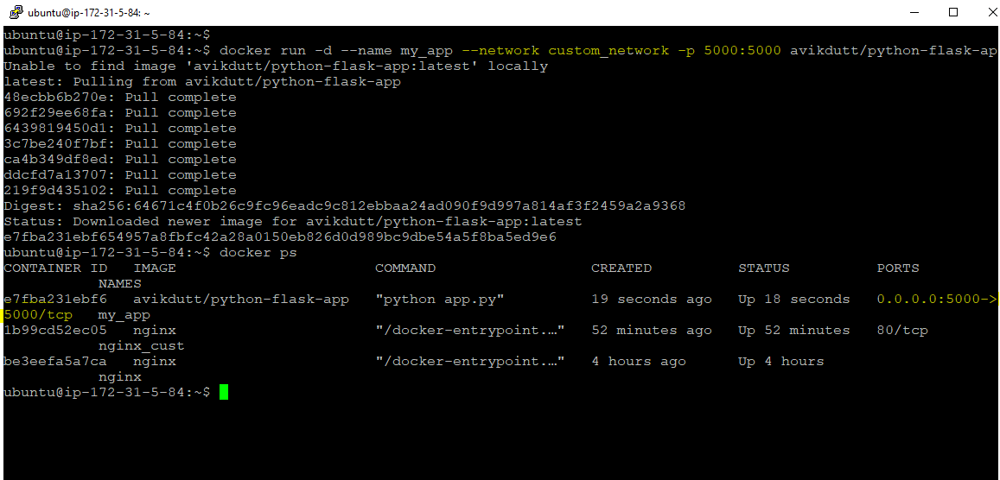 ubuntu@ip-172-31-5-84: ~
ubuntu@ip-172-31-5-84:~$
ubuntu@ip-172-31-5-84:~$ docker run -d --name my_app --network custom_network -p 5000:5000 avikdutt/python-flask-ap
Unable to find image 'avikdutt/python-flask-app:latest' locally
latest: Pulling from avikdutt/python-flask-app
48ecbb6b270e: Pull complete
692f29ee68fa: Pull complete
6439819450d1: Pull complete
3c7be240f7bf: Pull complete
ca4b349df8ed: Pull complete
ddcfd7a13707: Pull complete
219f9d435102: Pull complete
Digest: sha256:64671c4f0b26c9fc96eadc9c812ebbaa24ad090f9d997a814af3f2459a2a9368
Status: Downloaded newer image for avikdutt/python-flask-app:latest
e7fba231ebf654957a8fbfc42a28a0150eb826d0d989bc9dbe54a5f8ba5ed9e6
ubuntu@ip-172-31-5-84:~$ docker ps
CONTAINER ID   IMAGE                       COMMAND                  CREATED          STATUS          PORTS
           NAMES
e7fba231ebf6   avikdutt/python-flask-app   "python app.py"          19 seconds ago   Up 18 seconds   0.0.0.0:5000->
5000/tcp   my_app
1b99cd52ec05   nginx                       "/docker-entrypoint.…"   52 minutes ago   Up 52 minutes   80/tcp
           nginx_cust
be3eefa5a7ca   nginx                       "/docker-entrypoint.…"   4 hours ago      Up 4 hours
           nginx
ubuntu@ip-172-31-5-84:~$